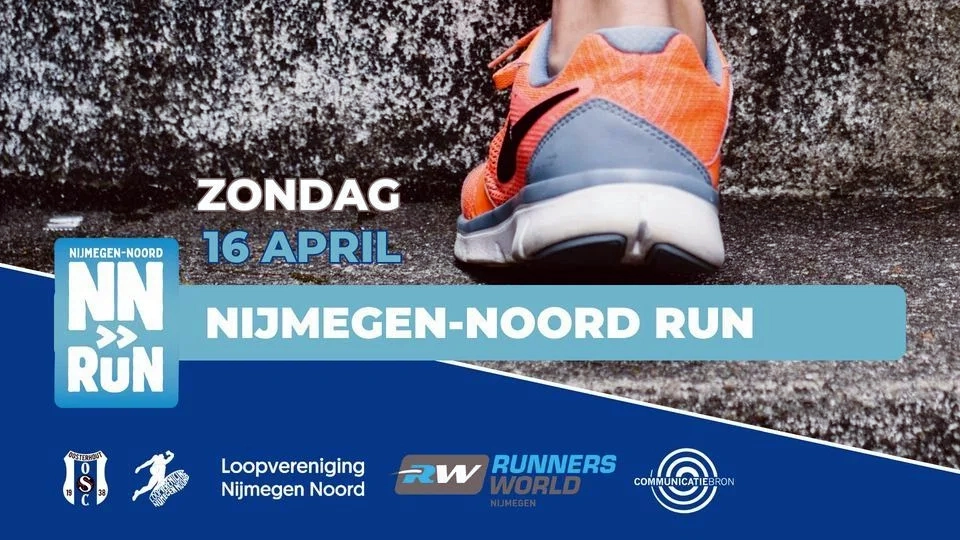 ZONDAG
16 APRIL
NIJMEGEN-NOORD
NN
>>
RUN
NIJMEGEN-NOORD RUN
OOSTERHOUT
OSC
19 38
Loopvereniging
Nijmegen Noord
RW
RUNNERS
WORLD
NIJMEGEN
COMMUNICATIEBRON